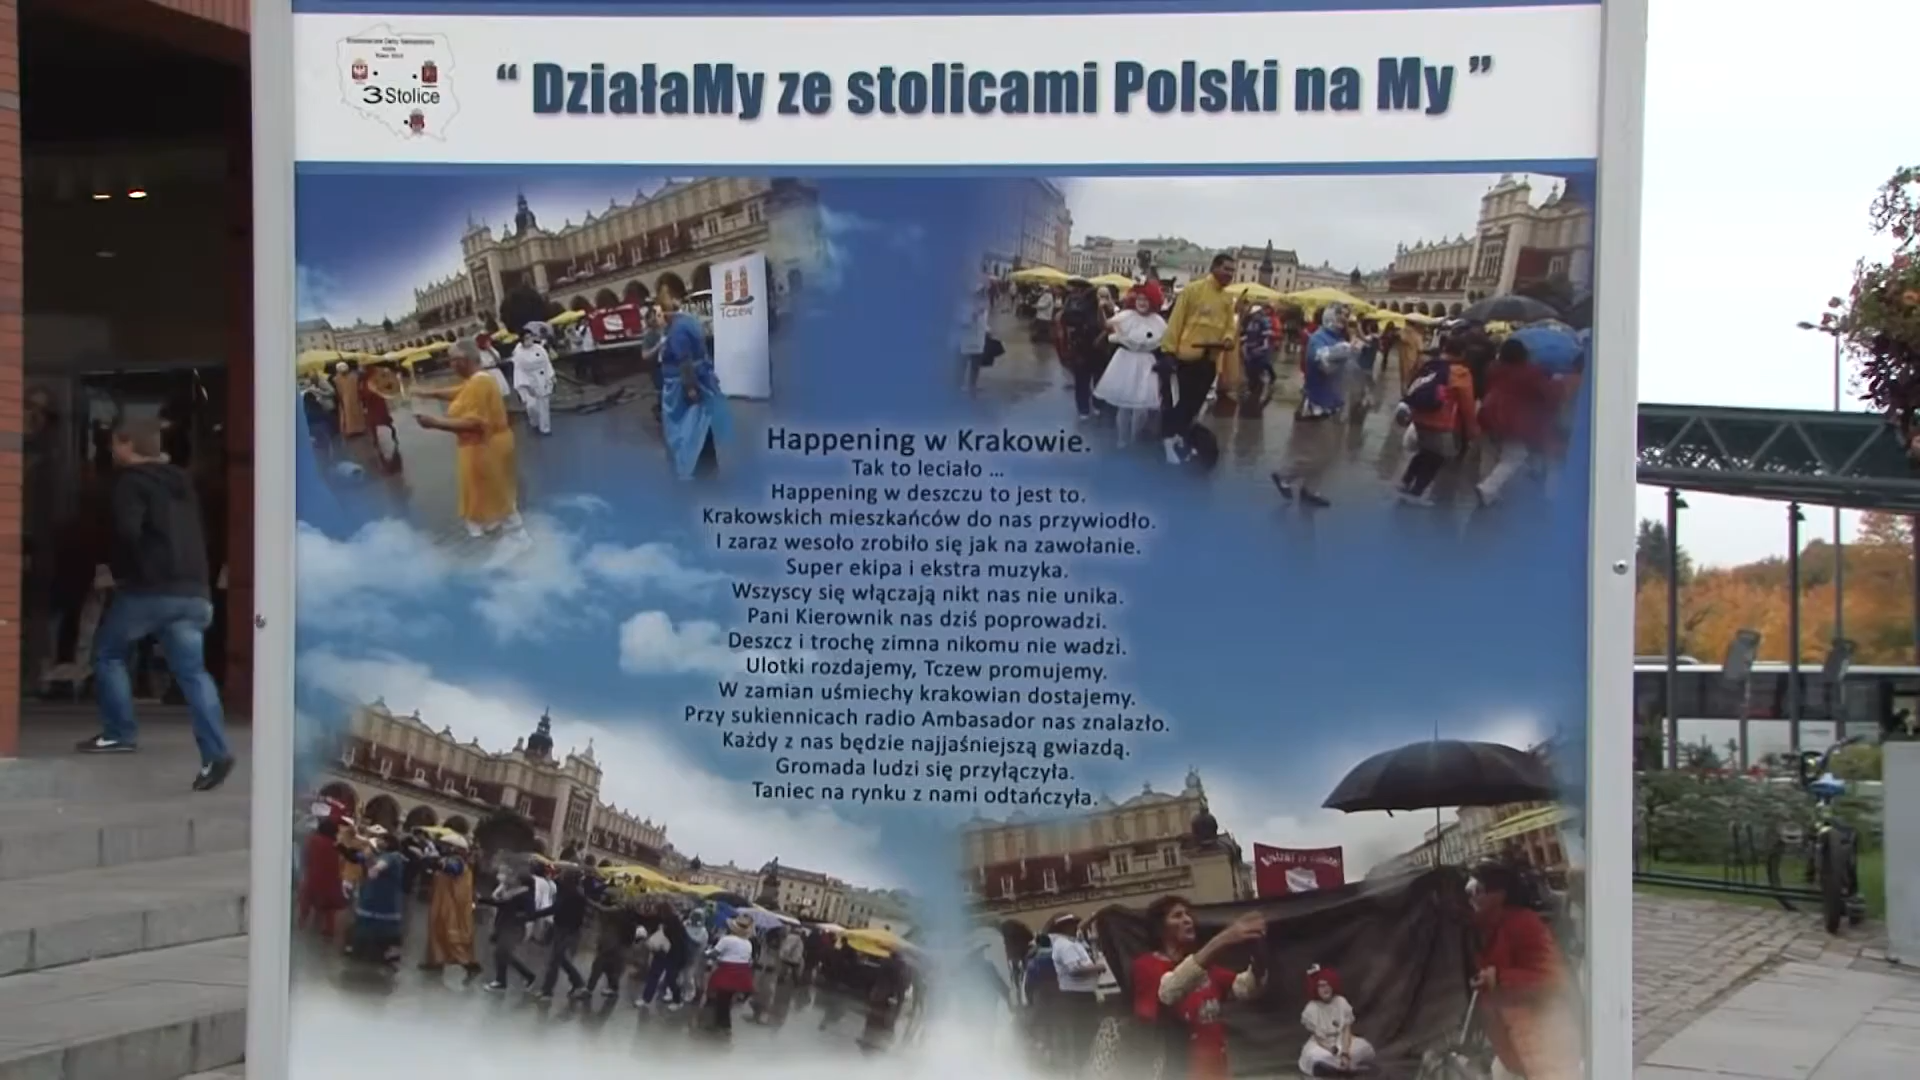 3 Stolice
“ DziałaMy ze stolicami Polski na My ”
Tczew
Happening w Krakowie.
Tak to leciało ...
Happening w deszczu to jest to.
Krakowskich mieszkańców do nas przywiodło.
I zaraz wesoło zrobiło się jak na zawołanie.
Super ekipa i ekstra muzyka.
Wszyscy się włączają nikt nas nie unika.
Pani Kierownik nas dziś poprowadzi.
Deszcz i trochę zimna nikomu nie wadzi.
Ulotki rozdajemy, Tczew promujemy.
W zamian uśmiechy krakowian dostajemy.
Przy sukiennicach radio Ambasador nas znalazło.
Każdy z nas będzie najjaśniejszą gwiazdą.
Gromada ludzi się przyłączyła.
Taniec na rynku z nami odtańczyła.